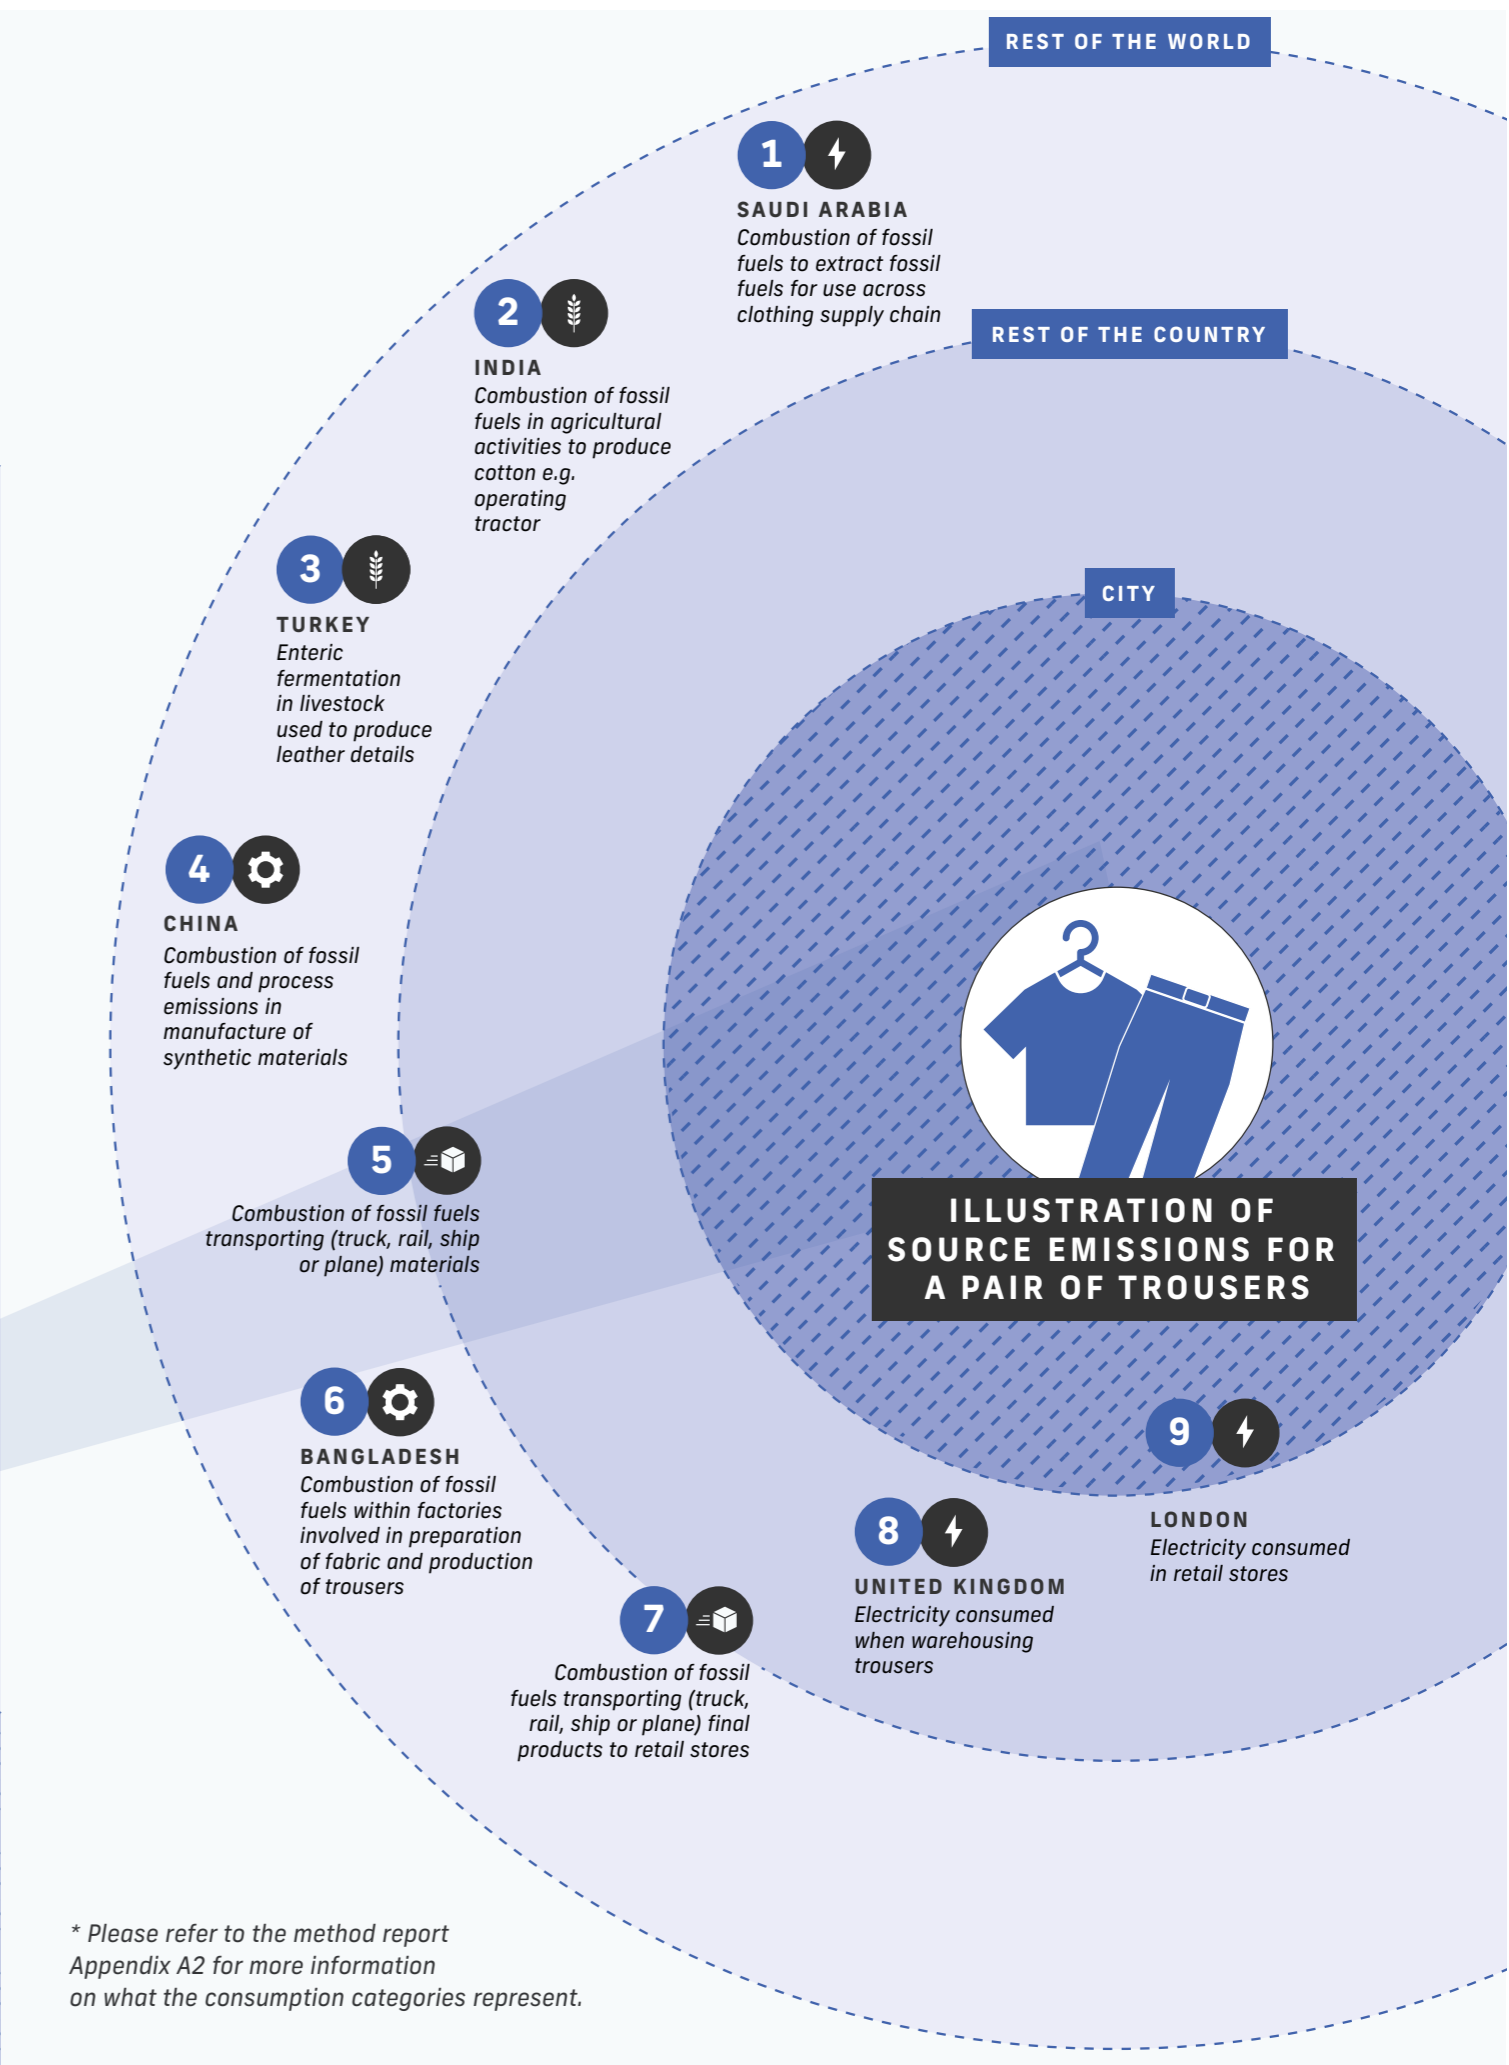 REST OF THE WORLD
1
SAUDI ARABIA
Combustion of fossil
fuels to extract fossil
fuels for use across
clothing supply chain
REST OF THE COUNTRY
2
INDIA
Combustion of fossil
fuels in agricultural
activities to produce
cotton e.g.
operating
tractor
3
TURKEY
Enteric
fermentation
in livestock
used to produce
leather details
CITY
4
CHINA
Combustion of fossil
fuels and process
emissions in
manufacture of
synthetic materials
5
Combustion of fossil fuels
transporting (truck, rail, ship
or plane) materials
ILLUSTRATION OF
SOURCE EMISSIONS FOR
A PAIR OF TROUSERS
6
BANGLADESH
Combustion of fossil
fuels within factories
involved in preparation
of fabric and production
of trousers
7
Combustion of fossil
fuels transporting (truck,
rail, ship or plane) final
products to retail stores
8
UNITED KINGDOM
Electricity consumed
when warehousing
trousers
9
LONDON
Electricity consumed
in retail stores
* Please refer to the method report
Appendix A2 for more information
on what the consumption categories represent.